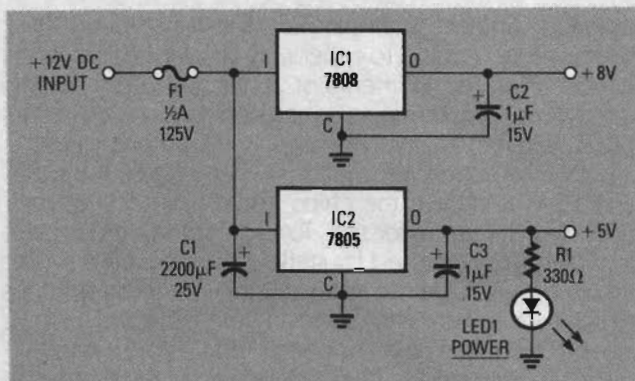 +12V DC
INPUT
F1
½A
125V
I
IC1
7808
O
C
+
C2
1µF
15V
+8V
C1
2200µF
25V
+
I
IC2
7805
O
C
+
C3
1µF
15V
+5V
R1
330Ω
LED1
POWER